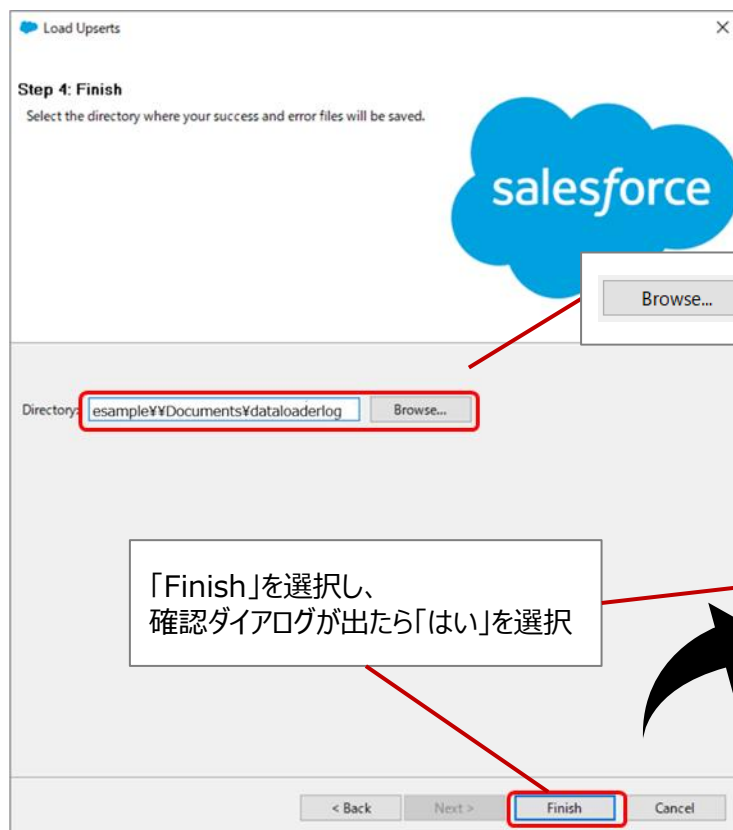 Load Upserts
Step 4: Finish
Select the directory where your success and error files will be saved.
salesforce
Browse...
Directory: esample¥¥Documents¥dataloaderlog Browse...
「Finish」を選択し、
確認ダイアログが出たら「はい」を選択
< Back Next > Finish Cancel